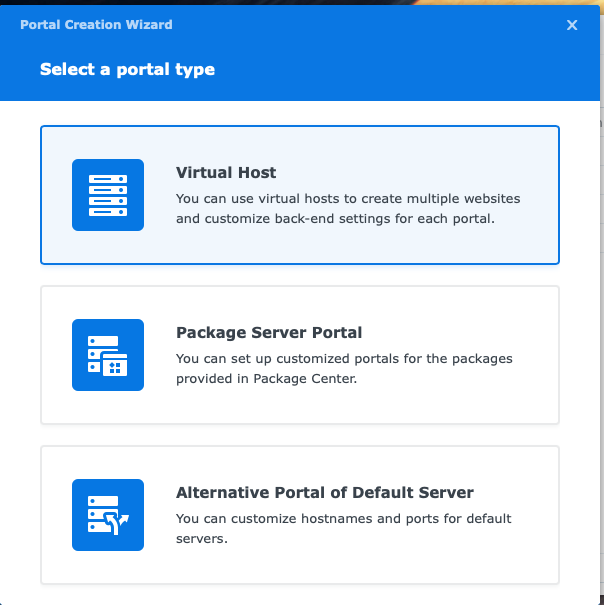 Portal Creation Wizard
Select a portal type
Virtual Host
You can use virtual hosts to create multiple websites
and customize back-end settings for each portal.
Package Server Portal
You can set up customized portals for the packages
provided in Package Center.
Alternative Portal of Default Server
You can customize hostnames and ports for default
servers.